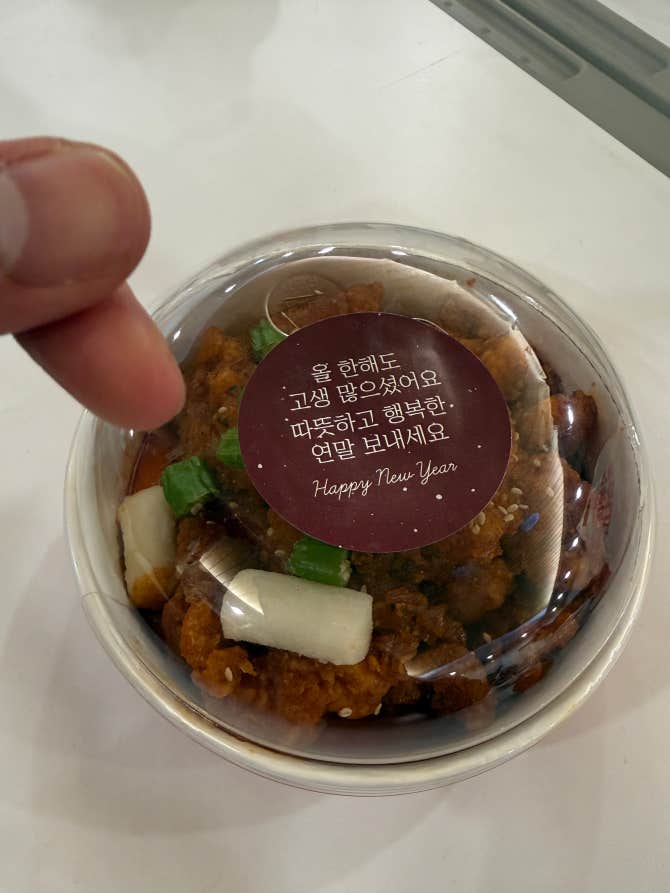 올 한해도
고생 많으셨어요
따뜻하고 행복한
연말 보내세요
Happy New Year